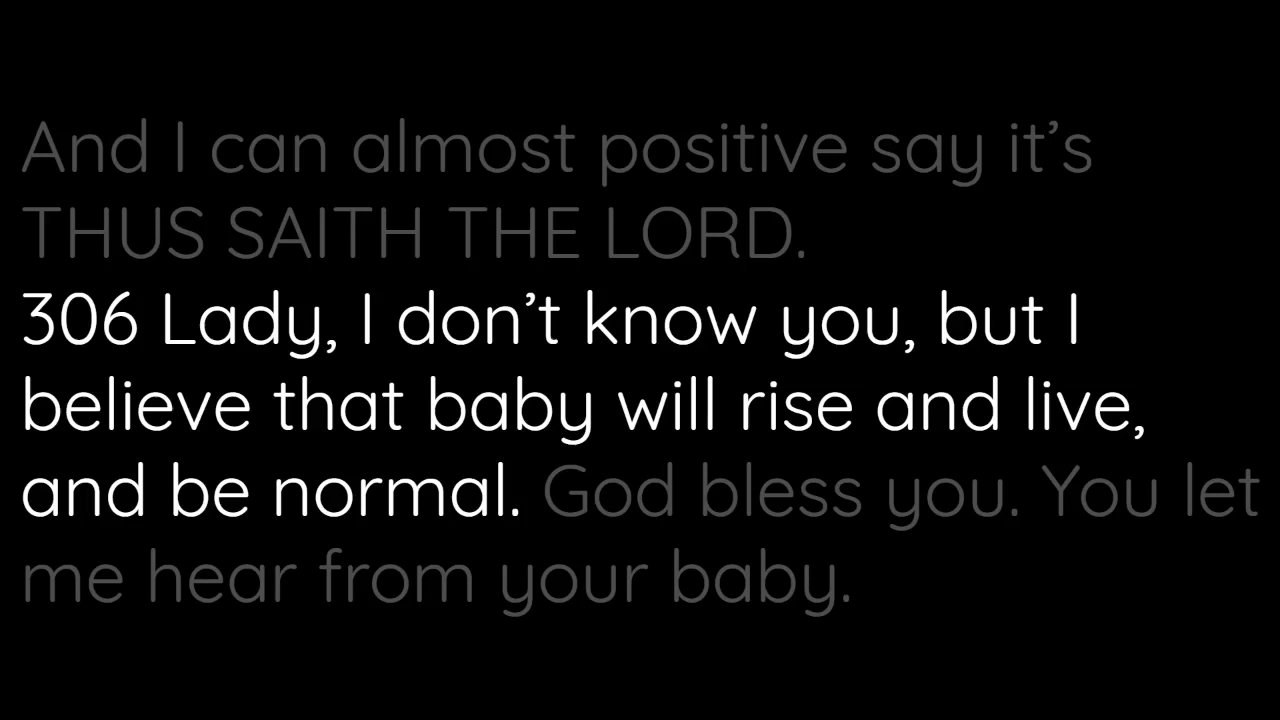 And I can almost positive say it’s
THUS SAITH THE LORD.
306 Lady, I don’t know you, but I
believe that baby will rise and live,
and be normal. God bless you. You let
me hear from your baby.